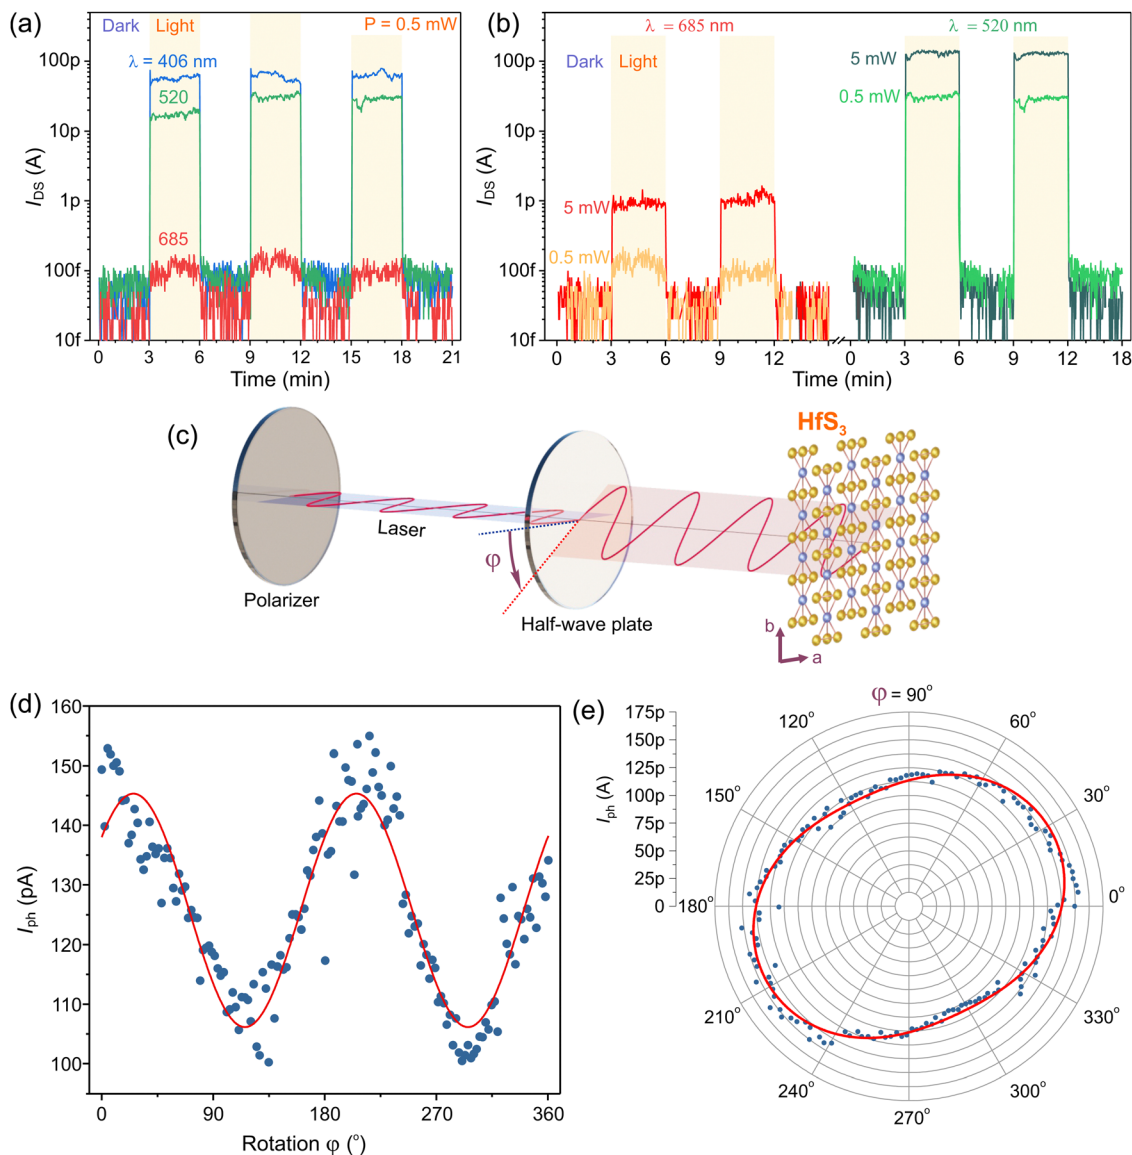 (a)
Dark Light P = 0.5 mW
100p
10p
1p
100f
10f
I_DS (A)
λ = 406 nm
520
685
0 3 6 9 12 15 18 21
Time (min)
(b)
λ = 685 nm λ = 520 nm
Dark Light
100p
10p
1p
100f
10f
I_DS (A)
5 mW
0.5 mW
5 mW
0.5 mW
0 3 6 9 12 0 3 6 9 12 18
Time (min) Time (min)
(c)
HfS₃
Laser
φ
Polarizer
Half-wave plate
b
a
(d)
160
150
140
130
120
110
100
I_ph (pA)
0 90 180 270 360
Rotation φ (°)
(e)
φ = 90°
175p
150p
125p
100p
75p
50p
25p
0
I_ph (A)
120° 60°
150° 30°
180° 0°
210° 330°
240° 300°
270°